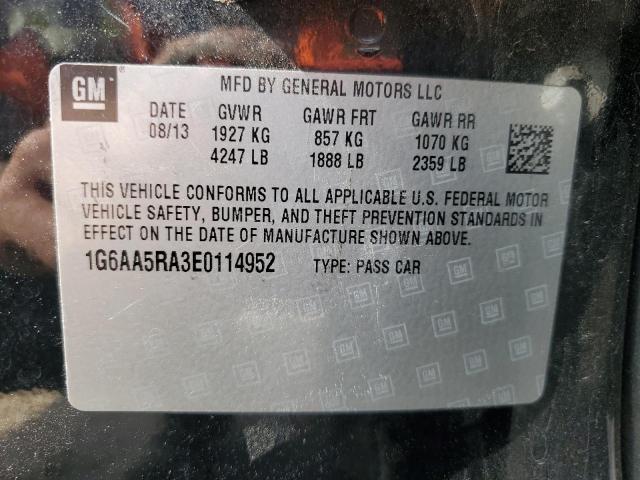 GM
MFD BY GENERAL MOTORS LLC
DATE GVWR GAWR FRT GAWR RR
08/13 1927 KG 857 KG 1070 KG
4247 LB 1888 LB 2359 LB
THIS VEHICLE CONFORMS TO ALL APPLICABLE U.S. FEDERAL MOTOR
VEHICLE SAFETY, BUMPER, AND THEFT PREVENTION STANDARDS IN
EFFECT ON THE DATE OF MANUFACTURE SHOWN ABOVE.
1G6AA5RA3E0114952 TYPE: PASS CAR